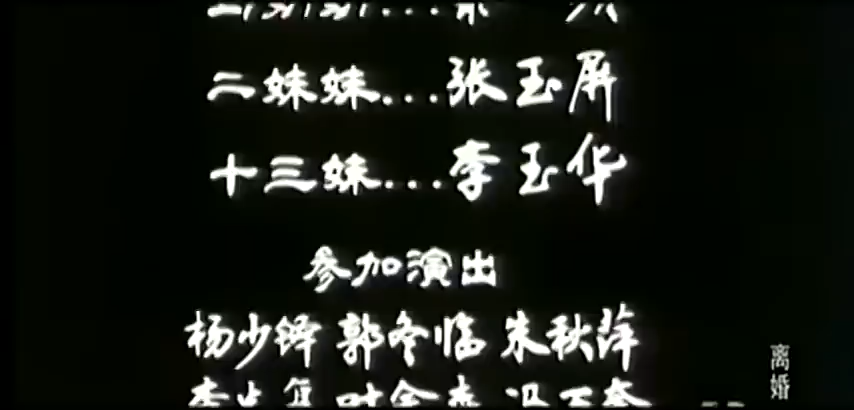 二妹妹...张玉屏
十三妹...李玉华
参加演出
杨少铎 郭冬临 朱秋萍
离婚